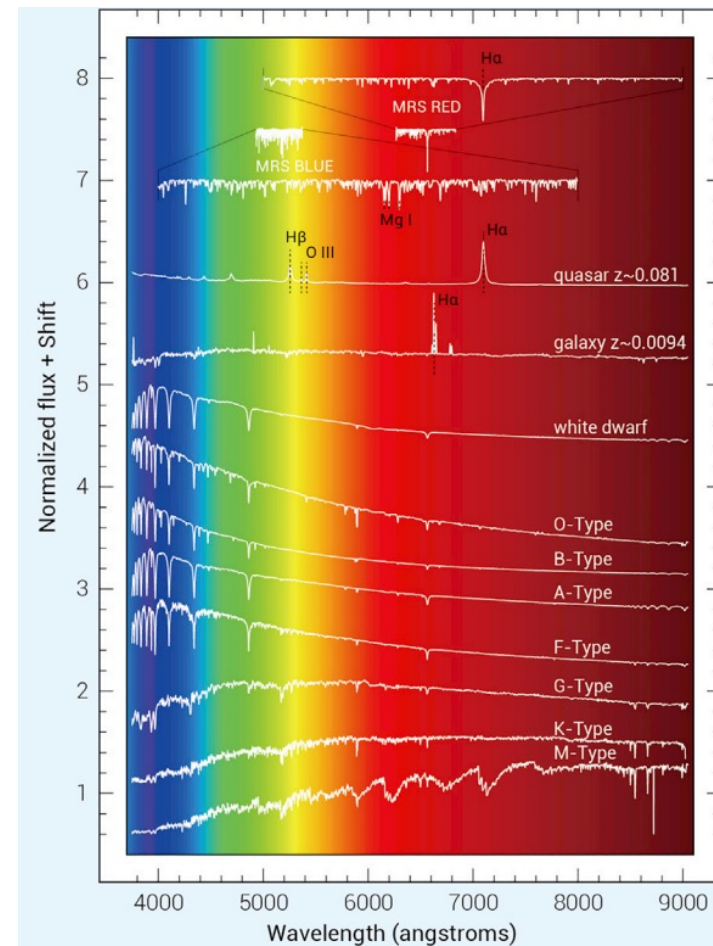 Hα
8
MRS RED
MRS BLUE
7
Mg I
Hβ
O III
Hα
6
quasar z~0.081
Hα
galaxy z~0.0094
5
white dwarf
4
O-Type
B-Type
3
A-Type
F-Type
2
G-Type
K-Type
M-Type
1
Normalized flux + Shift
4000 5000 6000 7000 8000 9000
Wavelength (angstroms)